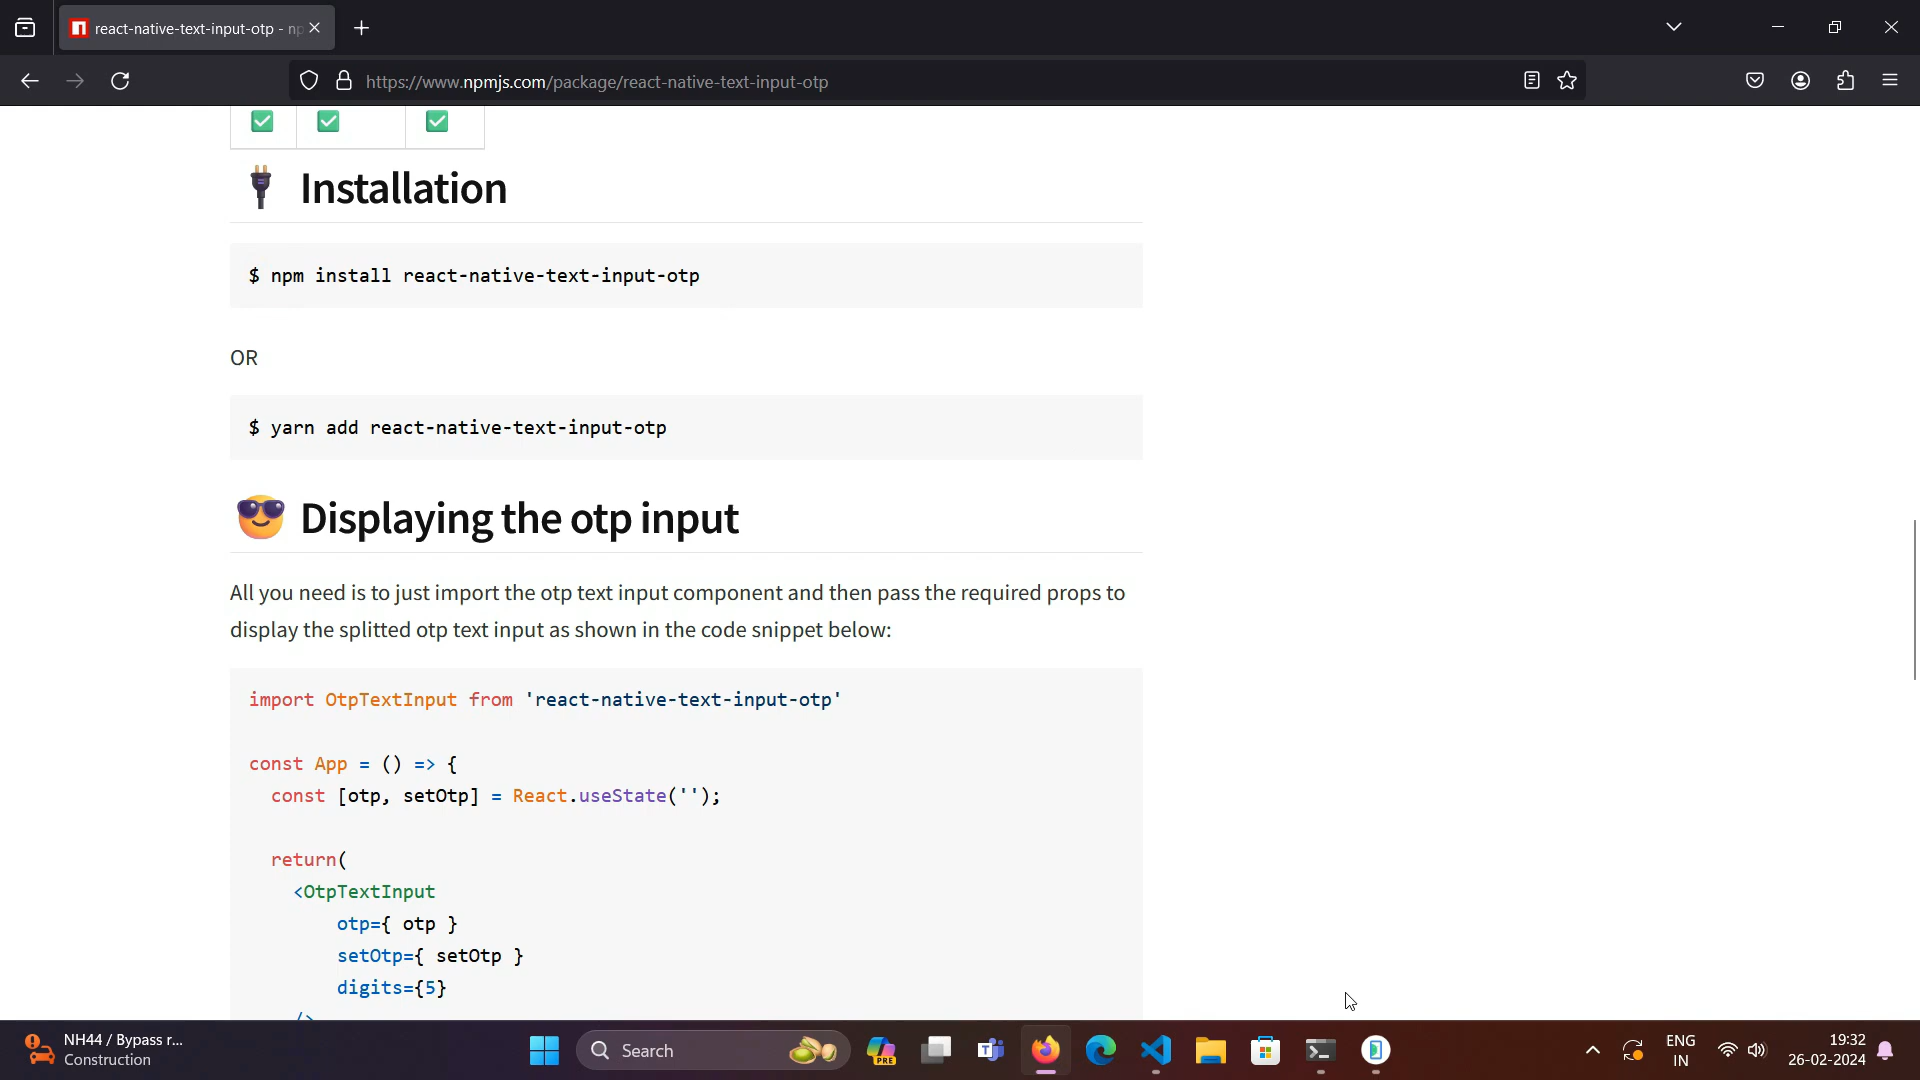 react-native-text-input-otp - np
https://www.npmjs.com/package/react-native-text-input-otp
Installation
$ npm install react-native-text-input-otp
OR
$ yarn add react-native-text-input-otp
Displaying the otp input
All you need is to just import the otp text input component and then pass the required props to
display the splitted otp text input as shown in the code snippet below:
import OtpTextInput from 'react-native-text-input-otp'
const App = () => {
const [otp, setOtp] = React.useState('');
return(
<OtpTextInput
otp={ otp }
setOtp={ setOtp }
digits={5}
/>
NH44 / Bypass r...
Construction
Search
PRE
ENG
IN
19:32
26-02-2024